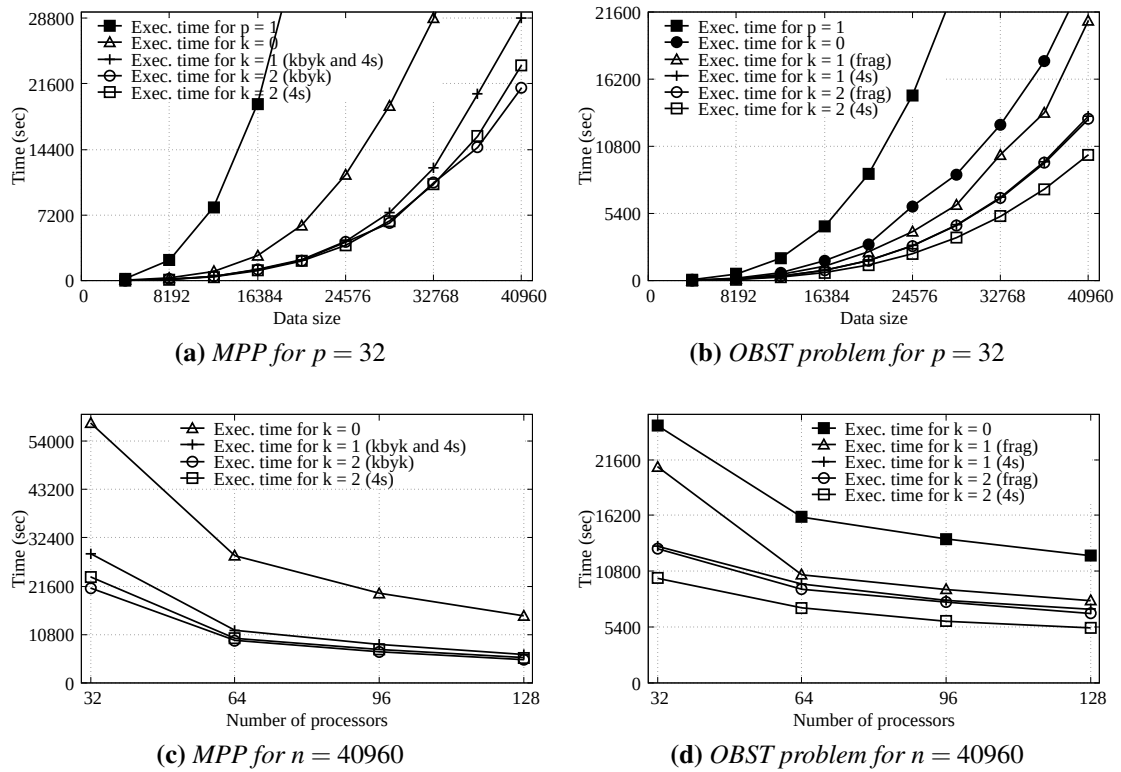 28800
21600
14400
7200
0
Time (sec)
Exec. time for p = 1
Exec. time for k = 0
Exec. time for k = 1 (kbyk and 4s)
Exec. time for k = 2 (kbyk)
Exec. time for k = 2 (4s)
0 8192 16384 24576 32768 40960
Data size
(a) MPP for p = 32
21600
16200
10800
5400
0
Time (sec)
Exec. time for p = 1
Exec. time for k = 0
Exec. time for k = 1 (frag)
Exec. time for k = 1 (4s)
Exec. time for k = 2 (frag)
Exec. time for k = 2 (4s)
0 8192 16384 24576 32768 40960
Data size
(b) OBST problem for p = 32
54000
43200
32400
21600
10800
0
Time (sec)
Exec. time for k = 0
Exec. time for k = 1 (kbyk and 4s)
Exec. time for k = 2 (kbyk)
Exec. time for k = 2 (4s)
32 64 96 128
Number of processors
(c) MPP for n = 40960
21600
16200
10800
5400
0
Time (sec)
Exec. time for k = 0
Exec. time for k = 1 (frag)
Exec. time for k = 1 (4s)
Exec. time for k = 2 (frag)
Exec. time for k = 2 (4s)
32 64 96 128
Number of processors
(d) OBST problem for n = 40960